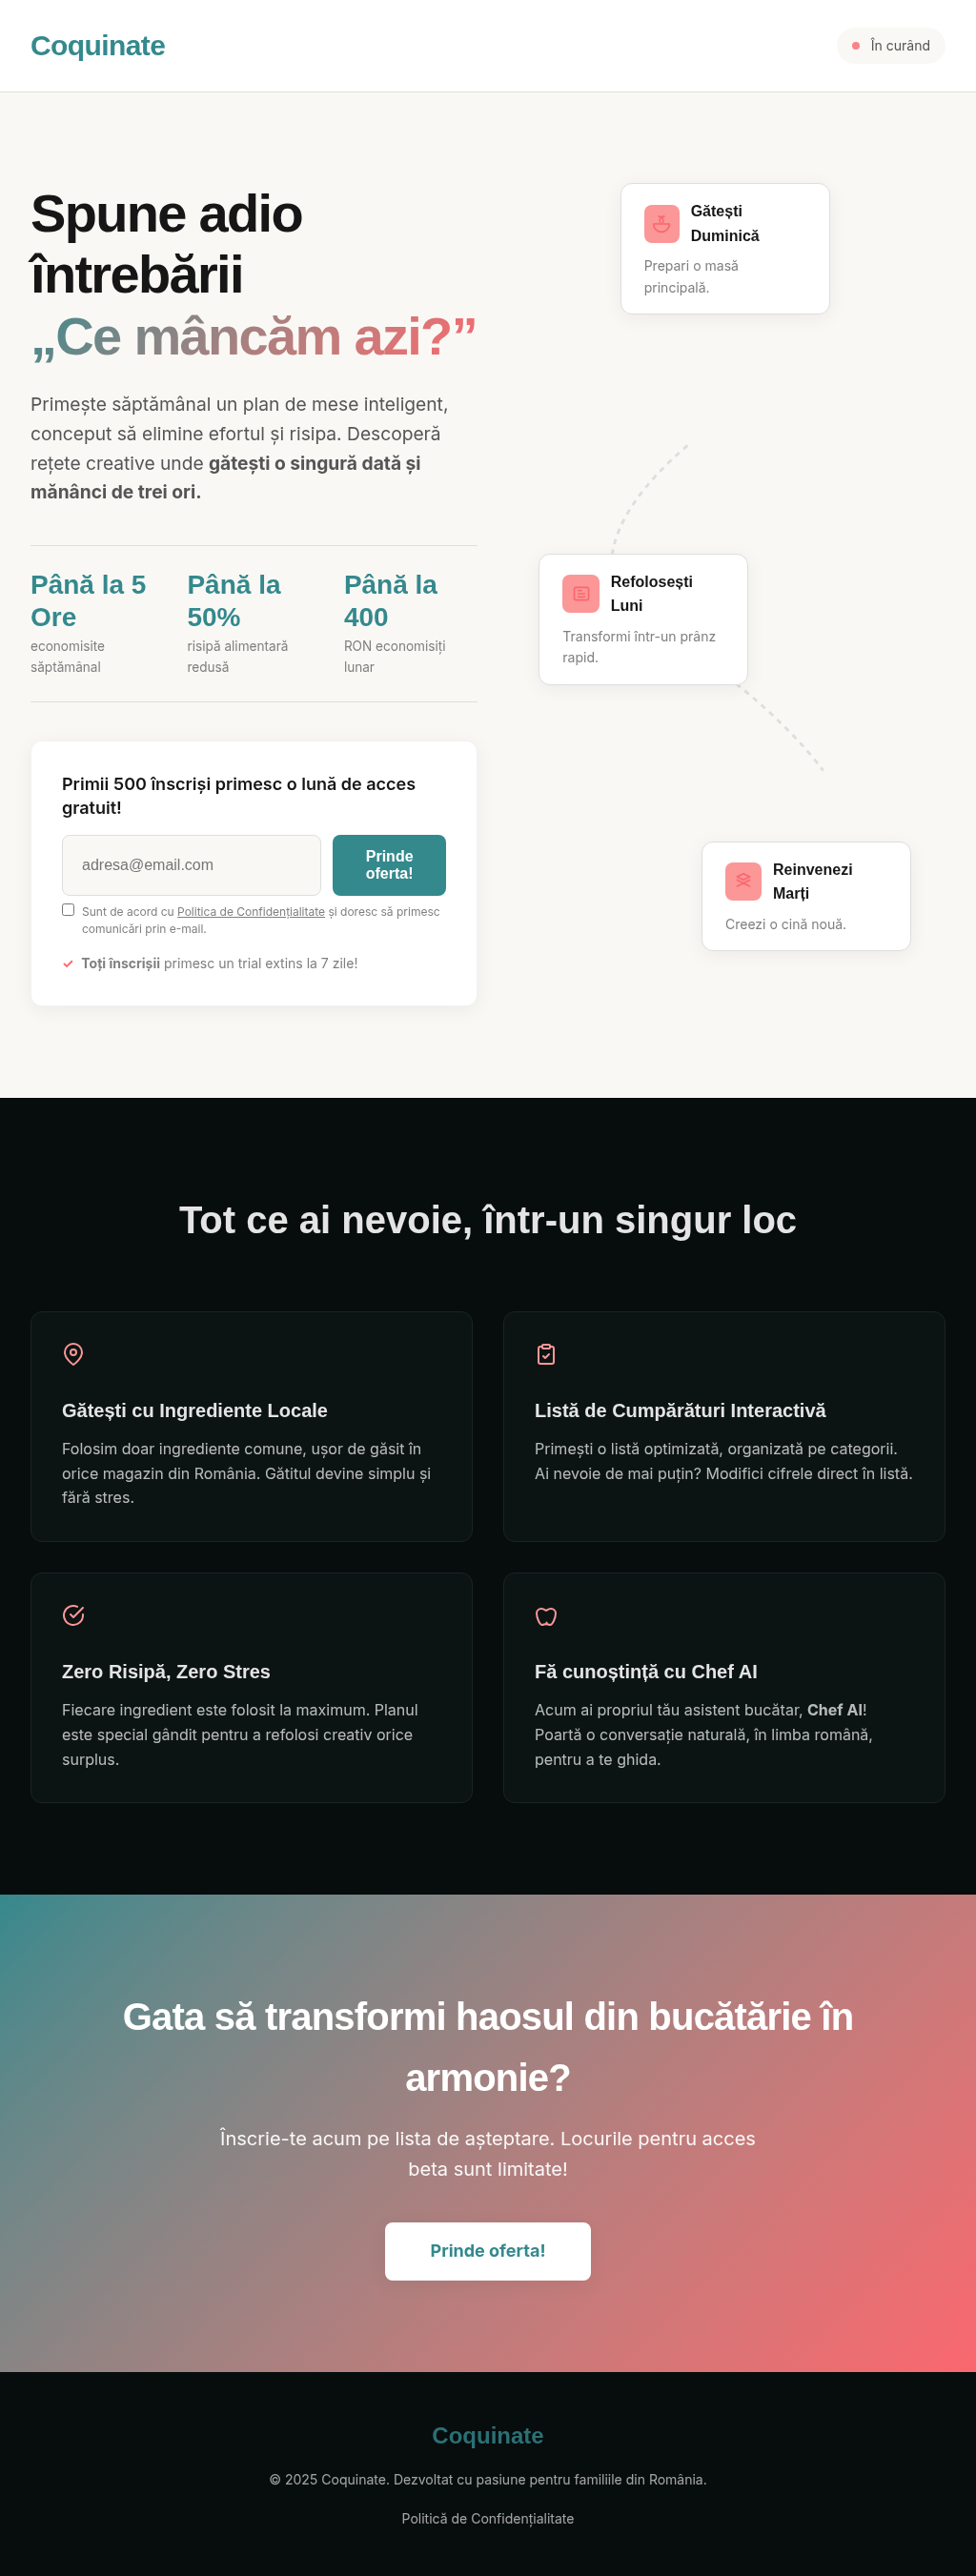 Coquinate
În curând
Spune adio
întrebării
„Ce mâncăm azi?”
Primește săptămânal un plan de mese inteligent,
conceput să elimine efortul și risipa. Descoperă
rețete creative unde gătești o singură dată și
mănânci de trei ori.
Până la 5
Ore
economisite
săptămânal
Până la
50%
risipă alimentară
redusă
Până la
400
RON economisiți
lunar
Primii 500 înscriși primesc o lună de acces
gratuit!
adresa@email.com
Prinde
oferta!
Sunt de acord cu Politica de Confidențialitate și doresc să primesc
comunicări prin e-mail.
Toți înscrișii primesc un trial extins la 7 zile!
Gătești
Duminică
Prepari o masă
principală.
Refolosești
Luni
Transformi într-un prânz
rapid.
Reinvenezi
Marți
Creezi o cină nouă.
Tot ce ai nevoie, într-un singur loc
Gătești cu Ingrediente Locale
Folosim doar ingrediente comune, ușor de găsit în
orice magazin din România. Gătitul devine simplu și
fără stres.
Listă de Cumpărături Interactivă
Primești o listă optimizată, organizată pe categorii.
Ai nevoie de mai puțin? Modifici cifrele direct în listă.
Zero Risipă, Zero Stres
Fiecare ingredient este folosit la maximum. Planul
este special gândit pentru a refolosi creativ orice
surplus.
Fă cunoștință cu Chef AI
Acum ai propriul tău asistent bucătar, Chef AI!
Poartă o conversație naturală, în limba română,
pentru a te ghida.
Gata să transformi haosul din bucătărie în
armonie?
Înscrie-te acum pe lista de așteptare. Locurile pentru acces
beta sunt limitate!
Prinde oferta!
Coquinate
© 2025 Coquinate. Dezvoltat cu pasiune pentru familiile din România.
Politică de Confidențialitate